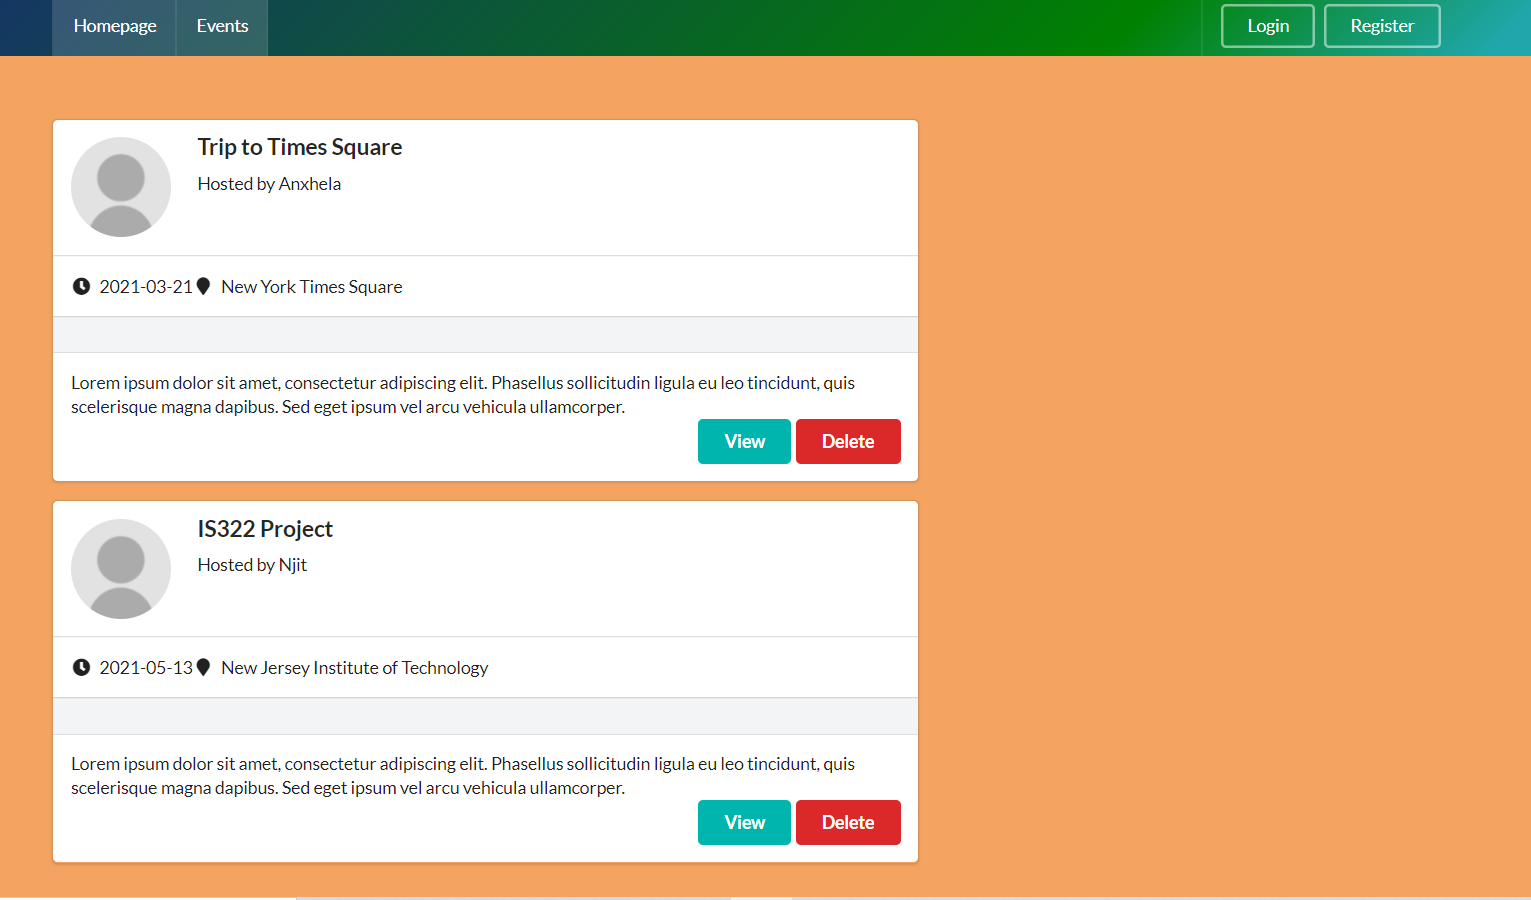 Homepage Events Login Register
Trip to Times Square
Hosted by Anxhela
2021-03-21 New York Times Square
Lorem ipsum dolor sit amet, consectetur adipiscing elit. Phasellus sollicitudin ligula eu leo tincidunt, quis
scelerisque magna dapibus. Sed eget ipsum vel arcu vehicula ullamcorper.
View Delete
IS322 Project
Hosted by Njit
2021-05-13 New Jersey Institute of Technology
Lorem ipsum dolor sit amet, consectetur adipiscing elit. Phasellus sollicitudin ligula eu leo tincidunt, quis
scelerisque magna dapibus. Sed eget ipsum vel arcu vehicula ullamcorper.
View Delete